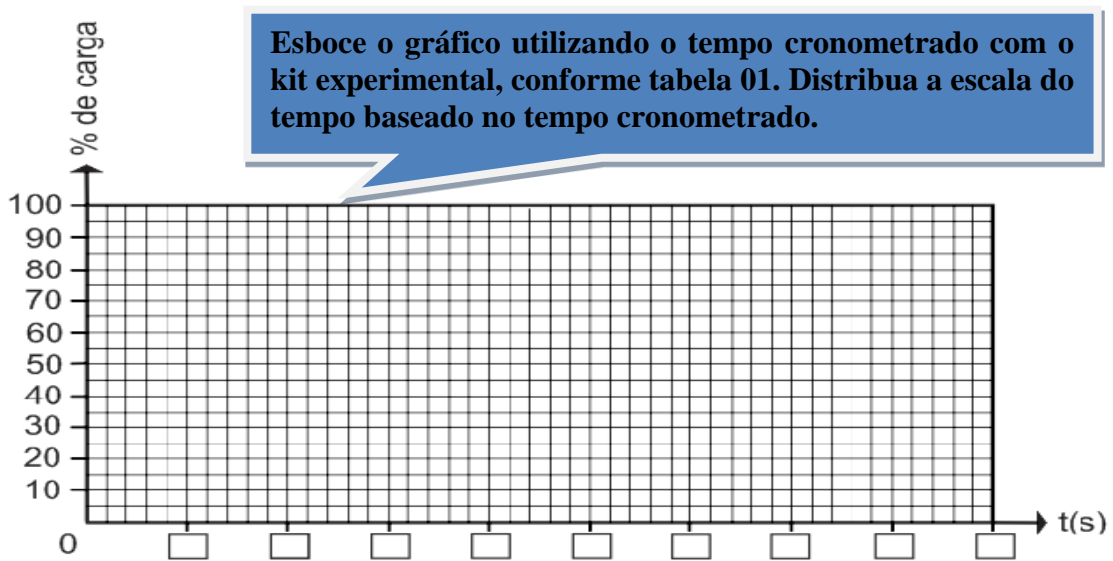 Esboce o gráfico utilizando o tempo cronometrado com o
kit experimental, conforme tabela 01. Distribua a escala do
tempo baseado no tempo cronometrado.
% de carga
100
90
80
70
60
50
40
30
20
10
0
t(s)